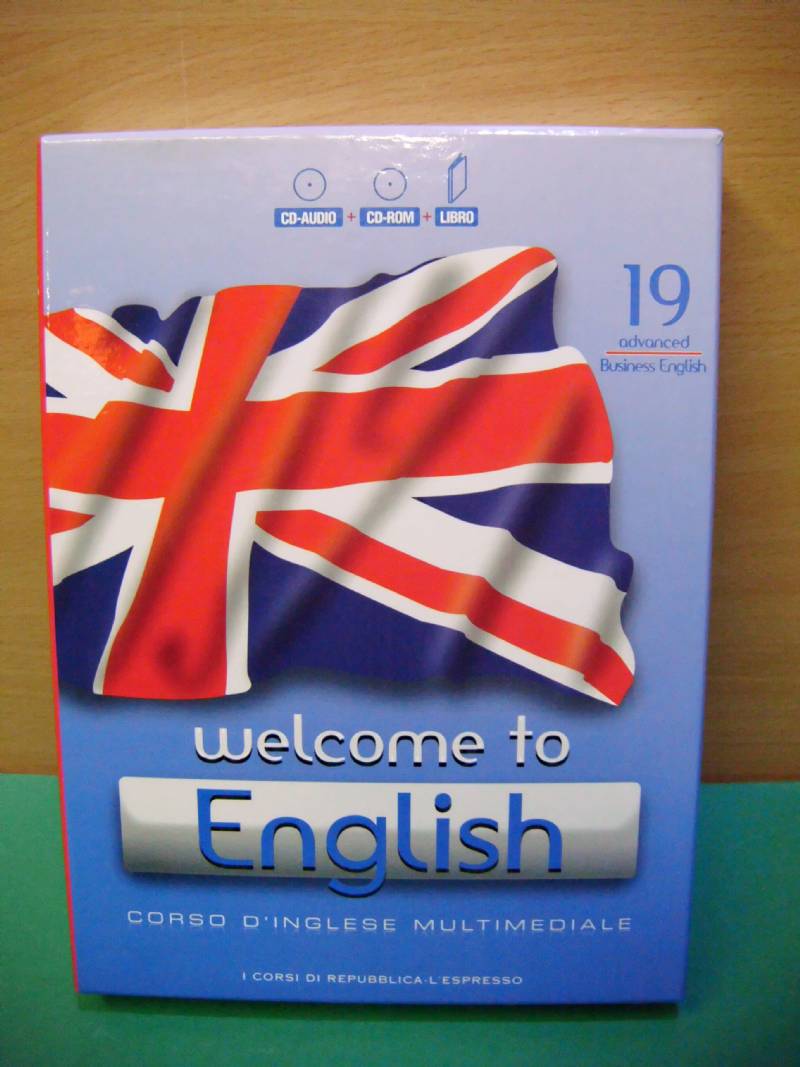 CD-AUDIO + CD-ROM + LIBRO
19
advanced
Business English
welcome to
English
CORSO D'INGLESE MULTIMEDIALE
I CORSI DI REPUBBLICA-L'ESPRESSO